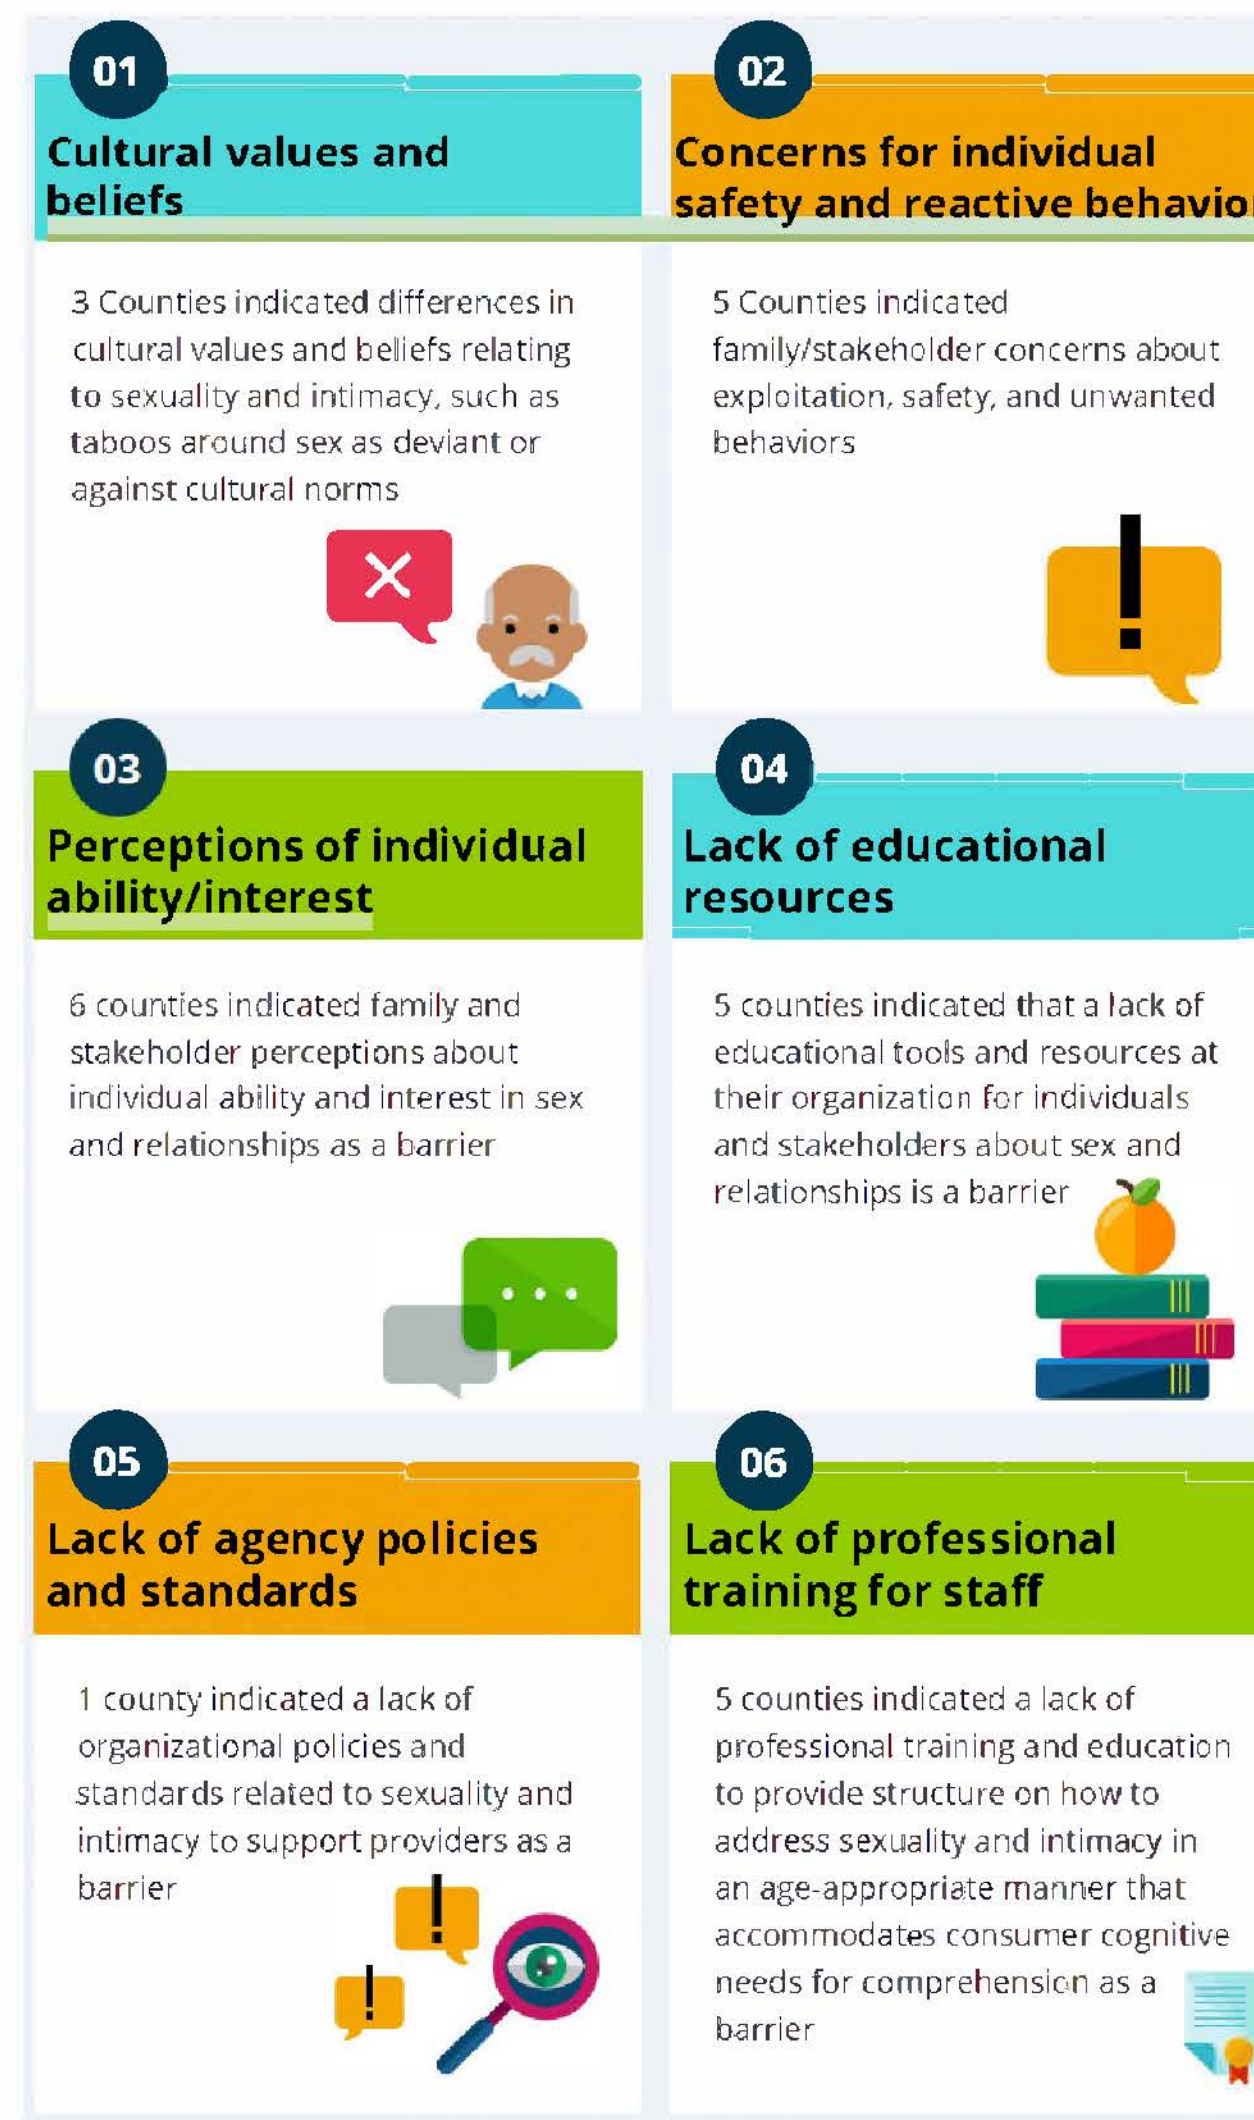 01
Cultural values and
beliefs
3 Counties indicated differences in
cultural values and beliefs relating
to sexuality and intimacy, such as
taboos around sex as deviant or
against cultural norms
02
Concerns for individual
safety and reactive behavior
5 Counties indicated
family/stakeholder concerns about
exploitation, safety, and unwanted
behaviors
03
Perceptions of individual
ability/interest
6 counties indicated family and
stakeholder perceptions about
individual ability and interest in sex
and relationships as a barrier
04
Lack of educational
resources
5 counties indicated that a lack of
educational tools and resources at
their organization for individuals
and stakeholders about sex and
relationships is a barrier
05
Lack of agency policies
and standards
1 county indicated a lack of
organizational policies and
standards related to sexuality and
intimacy to support providers as a
barrier
06
Lack of professional
training for staff
5 counties indicated a lack of
professional training and education
to provide structure on how to
address sexuality and intimacy in
an age-appropriate manner that
accommodates consumer cognitive
needs for comprehension as a
barrier